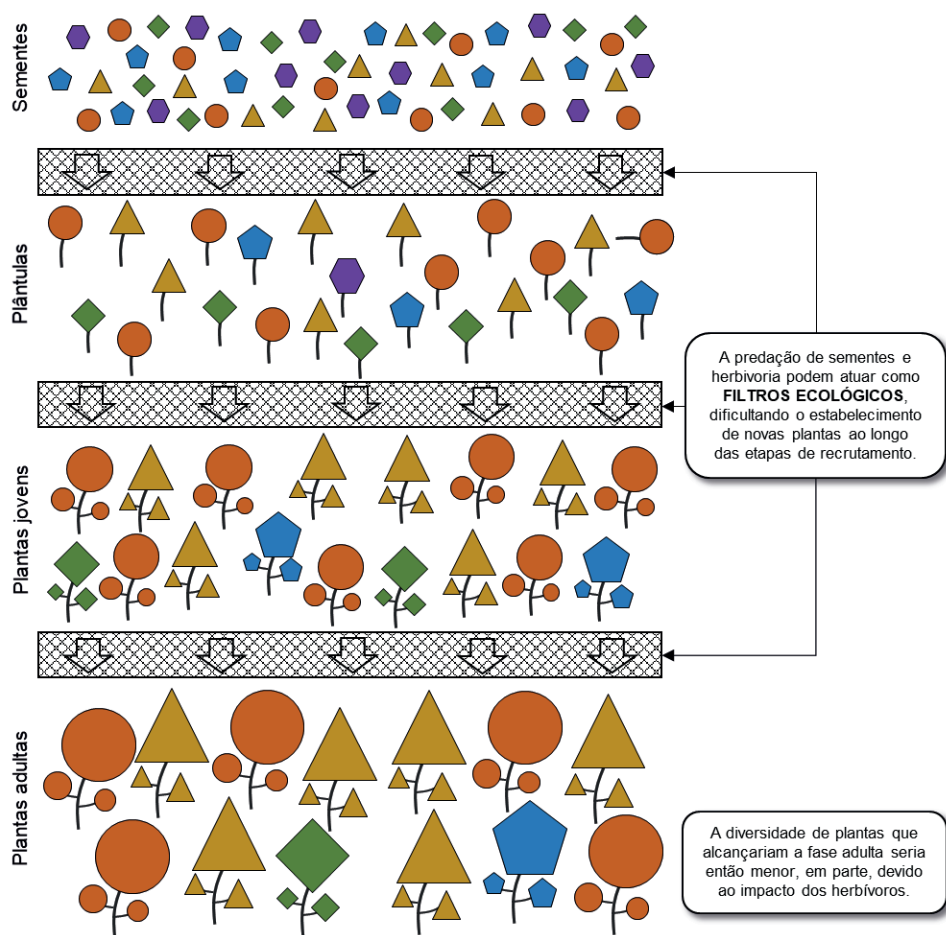 Sementes
Plântulas
Plantas jovens
Plantas adultas
A predação de sementes e
herbivoria podem atuar como
FILTROS ECOLÓGICOS,
dificultando o estabelecimento
de novas plantas ao longo
das etapas de recrutamento.
A diversidade de plantas que
alcançariam a fase adulta seria
então menor, em parte, devido
ao impacto dos herbívoros.